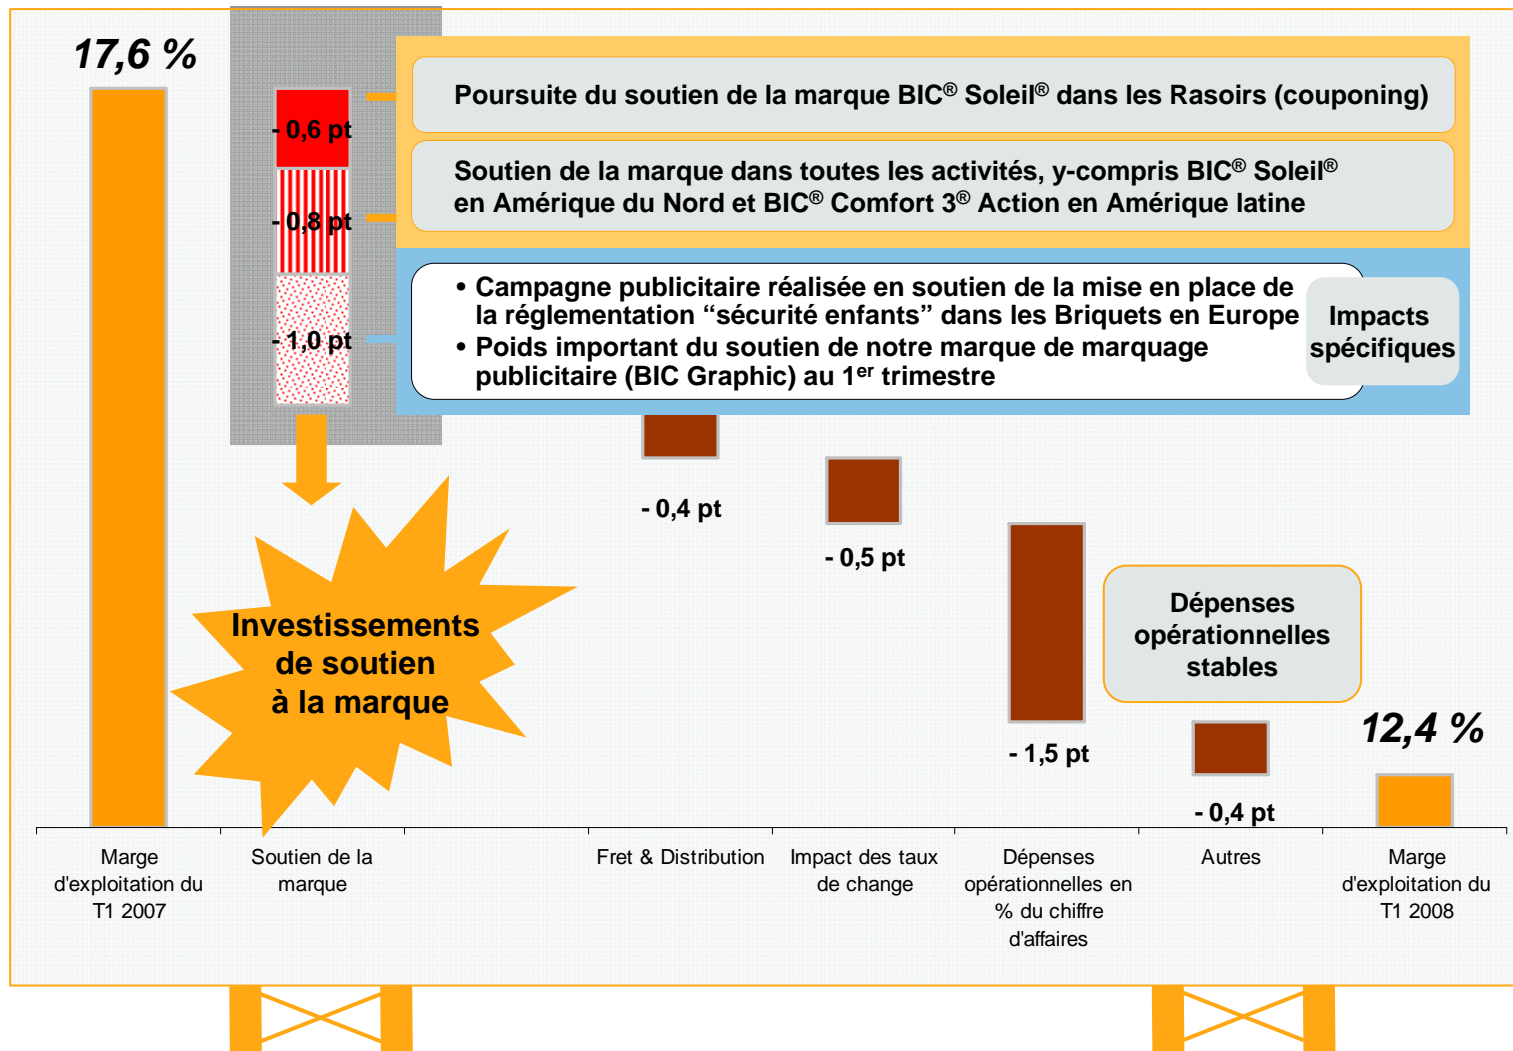 17,6 %
- 0,6 pt
- 0,8 pt
- 1,0 pt
Poursuite du soutien de la marque BIC® Soleil® dans les Rasoirs (couponing)
Soutien de la marque dans toutes les activités, y-compris BIC® Soleil®
en Amérique du Nord et BIC® Comfort 3® Action en Amérique latine
• Campagne publicitaire réalisée en soutien de la mise en place de
la réglementation “sécurité enfants” dans les Briquets en Europe
• Poids important du soutien de notre marque de marquage
publicitaire (BIC Graphic) au 1er trimestre
Impacts
spécifiques
Investissements
de soutien
à la marque
- 0,4 pt
- 0,5 pt
- 1,5 pt
Dépenses
opérationnelles
stables
- 0,4 pt
12,4 %
Marge
d'exploitation du
T1 2007
Soutien de la
marque
Fret & Distribution
Impact des taux
de change
Dépenses
opérationnelles en
% du chiffre
d'affaires
Autres
Marge
d'exploitation du
T1 2008